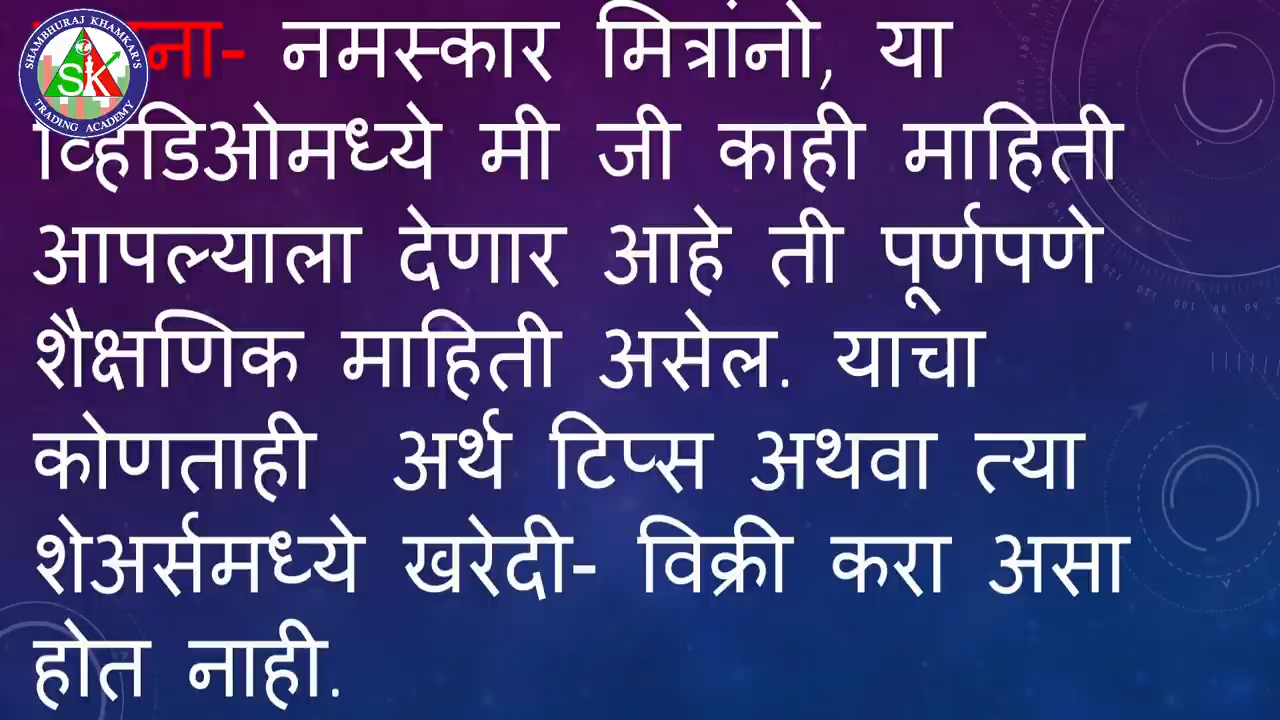 SHAMBHURAJ KHAMKAR'S
SK
TRADING ACADEMY
नमस्कार मित्रांनो, या
व्हिडिओमध्ये मी जी काही माहिती
आपल्याला देणार आहे ती पूर्णपणे
शैक्षणिक माहिती असेल. याचा
कोणताही अर्थ टिप्स अथवा त्या
शेअर्समध्ये खरेदी- विक्री करा असा
होत नाही.